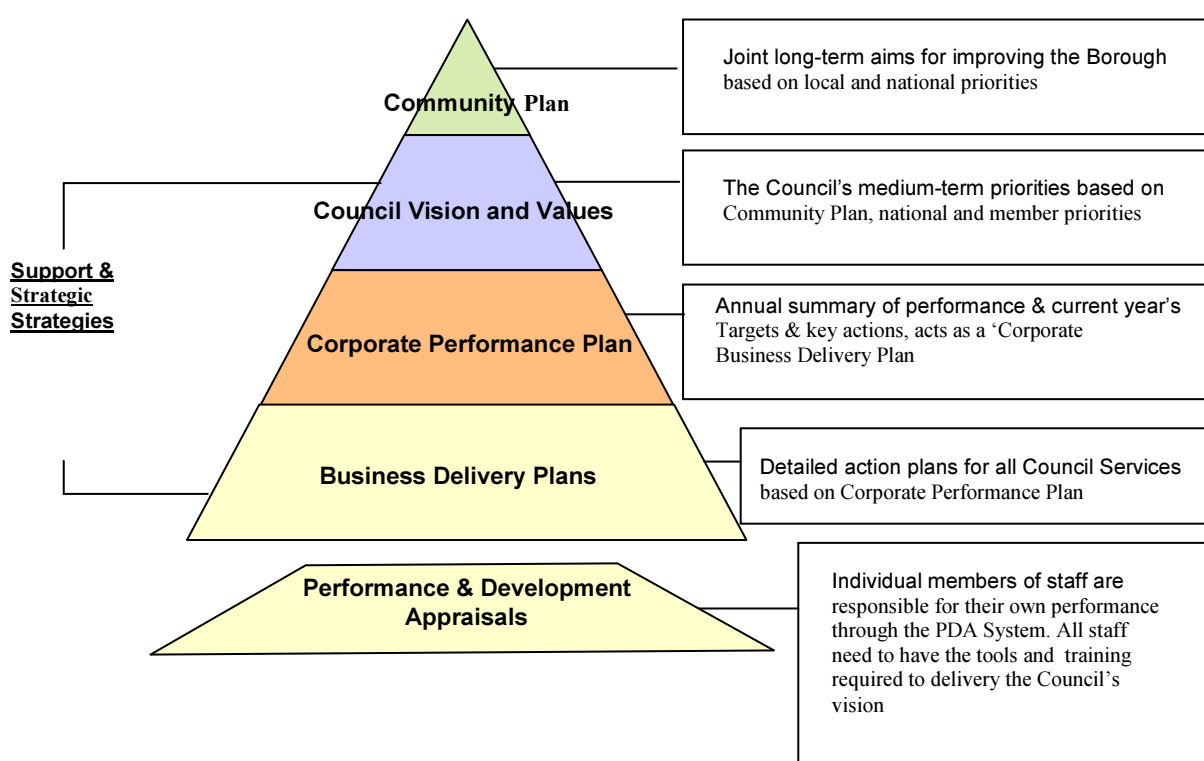 Joint long-term aims for improving the Borough
based on local and national priorities
Community Plan
The Council’s medium-term priorities based on
Community Plan, national and member priorities
Council Vision and Values
Support &
Strategic
Strategies
Annual summary of performance & current year’s
Targets & key actions, acts as a ‘Corporate
Business Delivery Plan
Corporate Performance Plan
Business Delivery Plans
Detailed action plans for all Council Services
based on Corporate Performance Plan
Performance & Development
Appraisals
Individual members of staff are
responsible for their own performance
through the PDA System. All staff
need to have the tools and  training
required to delivery the Council’s
vision